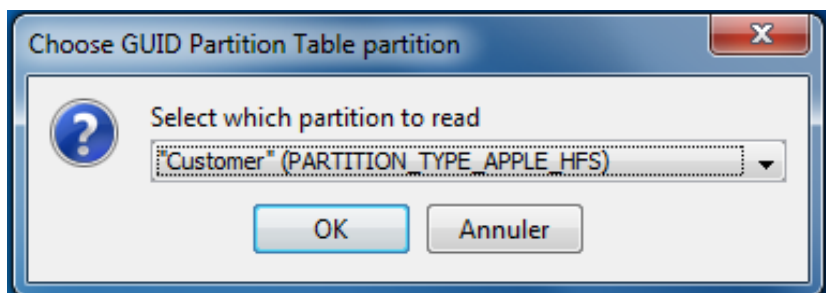 Choose GUID Partition Table partition
Select which partition to read
"Customer" (PARTITION_TYPE_APPLE_HFS)
OK
Annuler